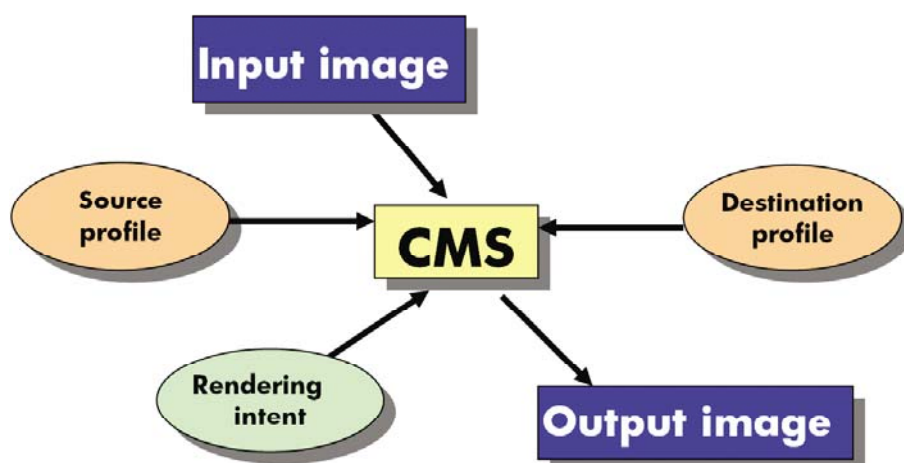 Input image
Source
profile
Destination
profile
CMS
Rendering
intent
Output image